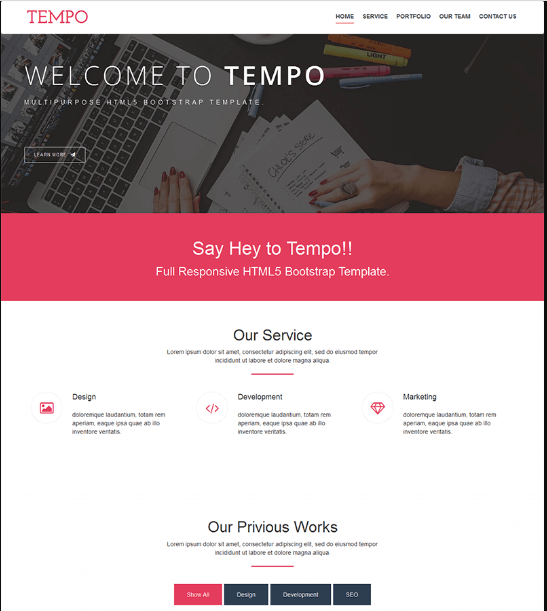 TEMPO
HOME SERVICE PORTFOLIO OUR TEAM CONTACT US
WELCOME TO TEMPO
MULTIPURPOSE HTML5 BOOTSTRAP TEMPLATE.
LEARN MORE
Say Hey to Tempo!!
Full Responsive HTML5 Bootstrap Template.
Our Service
Lorem ipsum dolor sit amet, consectetur adipiscing elit, sed do eiusmod tempor
incididunt ut labore et dolore magna aliqua.
Design
doloremque laudantium, totam rem
aperiam, eaque ipsa quae ab illo
inventore veritatis.
Development
doloremque laudantium, totam rem
aperiam, eaque ipsa quae ab illo
inventore veritatis.
Marketing
doloremque laudantium, totam rem
aperiam, eaque ipsa quae ab illo
inventore veritatis.
Our Privious Works
Lorem ipsum dolor sit amet, consectetur adipiscing elit, sed do eiusmod tempor
incididunt ut labore et dolore magna aliqua.
Show All Design Development SEO